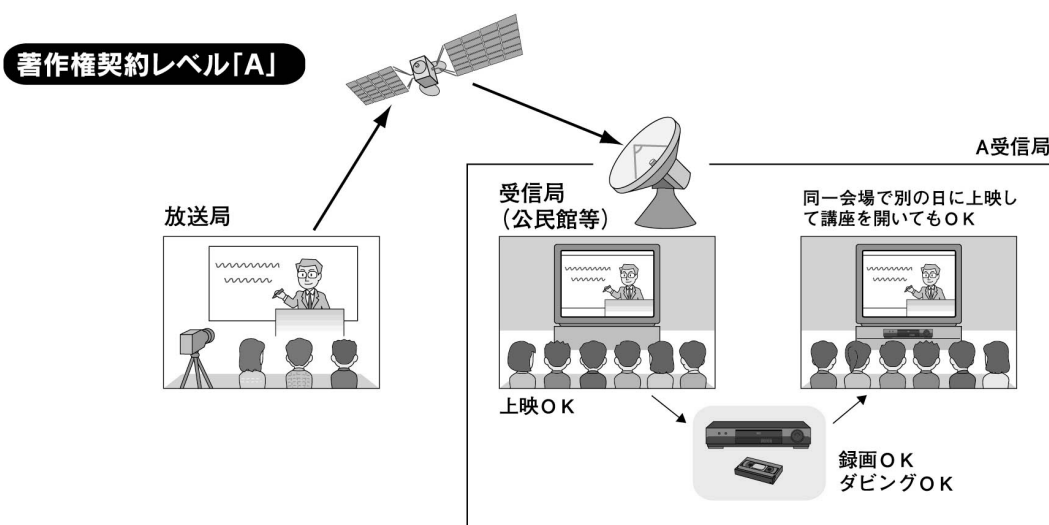 著作権契約レベル「A」
A受信局
放送局
受信局
（公民館等）
同一会場で別の日に上映し
て講座を開いてもＯＫ
上映ＯＫ
録画ＯＫ
ダビングＯＫ